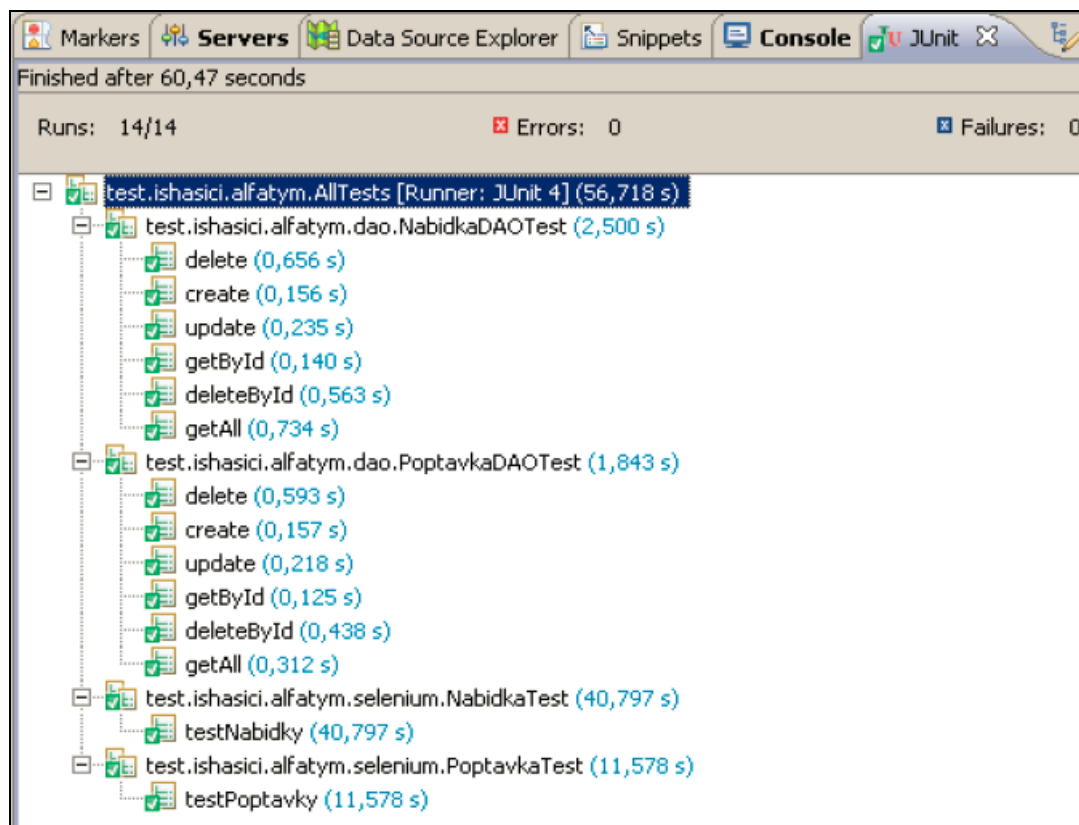 Markers Servers Data Source Explorer Snippets Console JUnit
Finished after 60,47 seconds
Runs: 14/14 Errors: 0 Failures: 0
test.ishasici.alfatym.AllTests [Runner: JUnit 4] (56,718 s)
test.ishasici.alfatym.dao.NabidkaDAOTest (2,500 s)
delete (0,656 s)
create (0,156 s)
update (0,235 s)
getById (0,140 s)
deleteById (0,563 s)
getAll (0,734 s)
test.ishasici.alfatym.dao.PoptavkaDAOTest (1,843 s)
delete (0,593 s)
create (0,157 s)
update (0,218 s)
getById (0,125 s)
deleteById (0,438 s)
getAll (0,312 s)
test.ishasici.alfatym.selenium.NabidkaTest (40,797 s)
testNabidky (40,797 s)
test.ishasici.alfatym.selenium.PoptavkaTest (11,578 s)
testPoptavky (11,578 s)